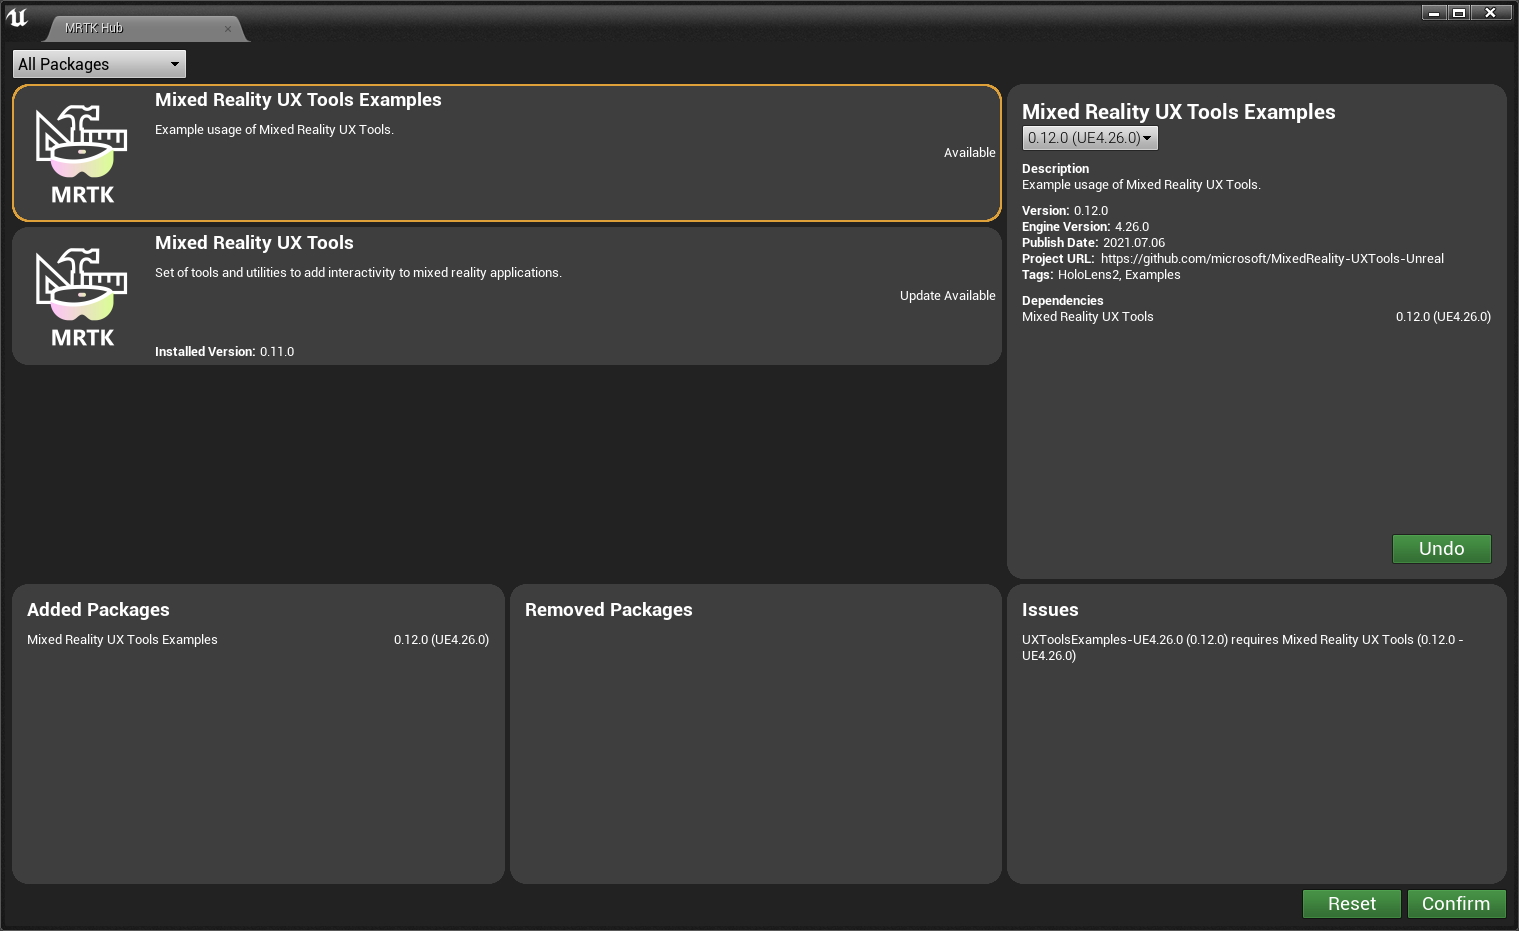 MRTK Hub
All Packages
Mixed Reality UX Tools Examples
Example usage of Mixed Reality UX Tools.
Available
MRTK
Mixed Reality UX Tools
Set of tools and utilities to add interactivity to mixed reality applications.
Update Available
MRTK
Installed Version: 0.11.0
Mixed Reality UX Tools Examples
0.12.0 (UE4.26.0)
Description
Example usage of Mixed Reality UX Tools.
Version: 0.12.0
Engine Version: 4.26.0
Publish Date: 2021.07.06
Project URL: https://github.com/microsoft/MixedReality-UXTools-Unreal
Tags: HoloLens2, Examples
Dependencies
Mixed Reality UX Tools 0.12.0 (UE4.26.0)
Undo
Added Packages
Mixed Reality UX Tools Examples 0.12.0 (UE4.26.0)
Removed Packages
Issues
UXToolsExamples-UE4.26.0 (0.12.0) requires Mixed Reality UX Tools (0.12.0 -
UE4.26.0)
Reset
Confirm